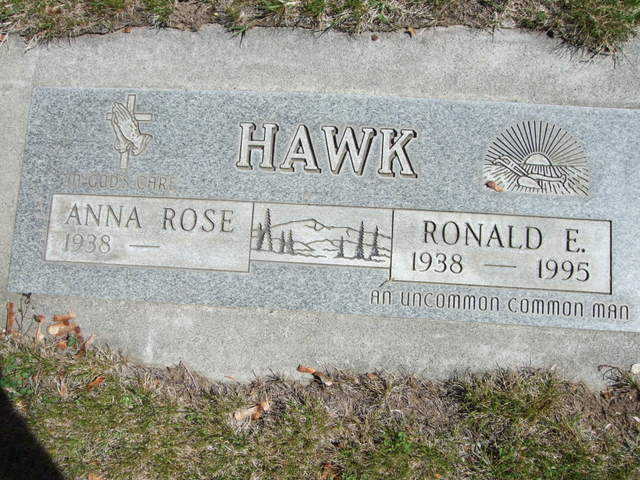 HAWK
IN GOD'S CARE
ANNA ROSE
1938 —
RONALD E.
1938 — 1995
AN UNCOMMON COMMON MAN